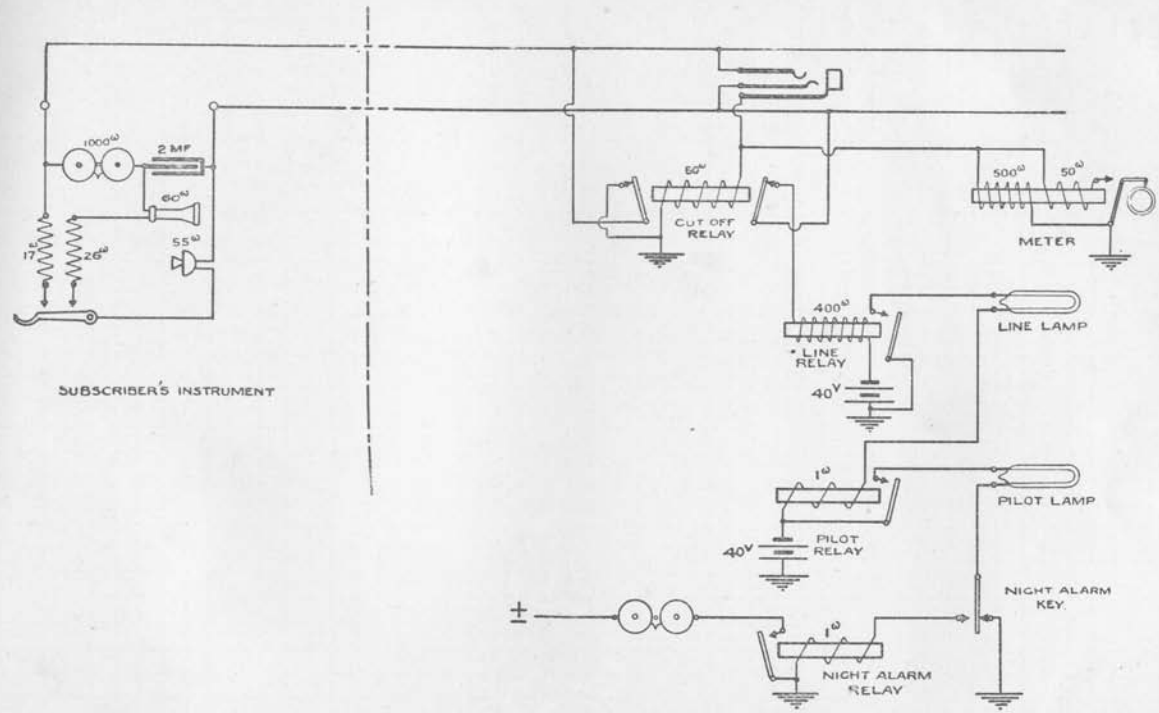 1000ω
2 MF
60ω
17ω
26ω
55ω
SUBSCRIBER'S INSTRUMENT
50ω
CUT OFF
RELAY
500ω
50ω
METER
400ω
LINE
RELAY
40V
LINE LAMP
1ω
PILOT
RELAY
40V
PILOT LAMP
±
1ω
NIGHT ALARM
RELAY
NIGHT ALARM
KEY.